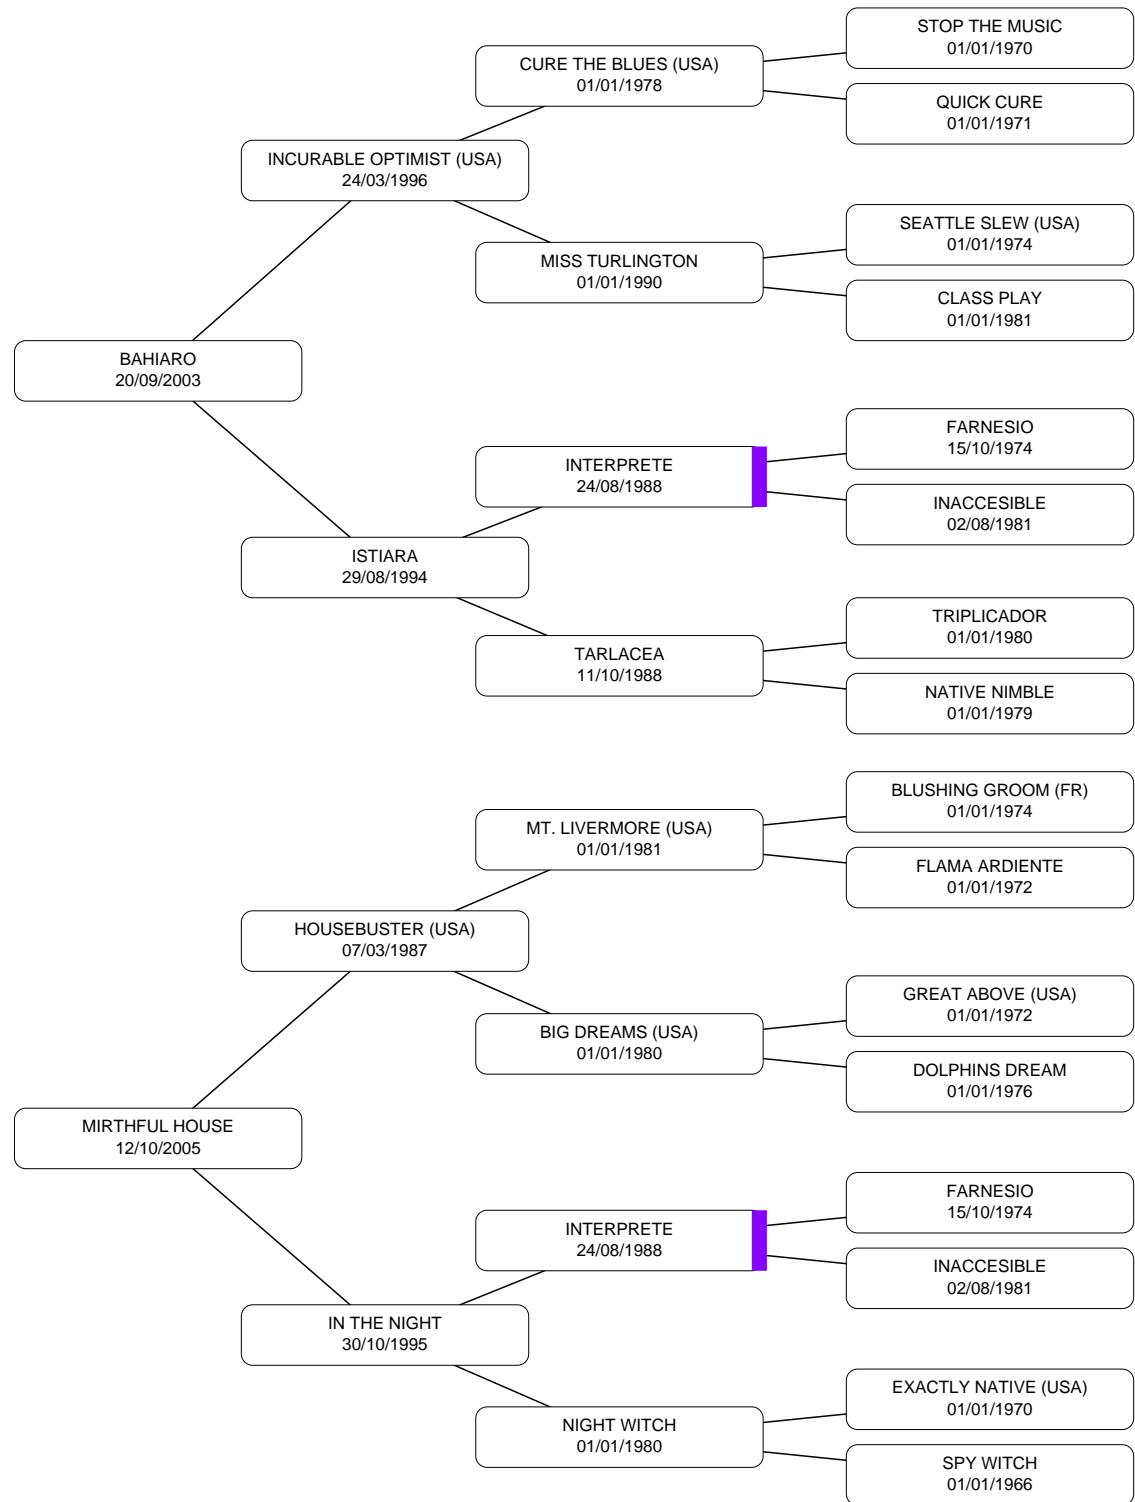 STOP THE MUSIC
01/01/1970
CURE THE BLUES (USA)
01/01/1978
QUICK CURE
01/01/1971
INCURABLE OPTIMIST (USA)
24/03/1996
SEATTLE SLEW (USA)
01/01/1974
MISS TURLINGTON
01/01/1990
CLASS PLAY
01/01/1981
BAHIARO
20/09/2003
FARNESIO
15/10/1974
INTERPRETE
24/08/1988
INACCESIBLE
02/08/1981
ISTIARA
29/08/1994
TRIPLICADOR
01/01/1980
TARLACEA
11/10/1988
NATIVE NIMBLE
01/01/1979
BLUSHING GROOM (FR)
01/01/1974
MT. LIVERMORE (USA)
01/01/1981
FLAMA ARDIENTE
01/01/1972
HOUSEBUSTER (USA)
07/03/1987
GREAT ABOVE (USA)
01/01/1972
BIG DREAMS (USA)
01/01/1980
DOLPHINS DREAM
01/01/1976
MIRTHFUL HOUSE
12/10/2005
FARNESIO
15/10/1974
INTERPRETE
24/08/1988
INACCESIBLE
02/08/1981
IN THE NIGHT
30/10/1995
EXACTLY NATIVE (USA)
01/01/1970
NIGHT WITCH
01/01/1980
SPY WITCH
01/01/1966